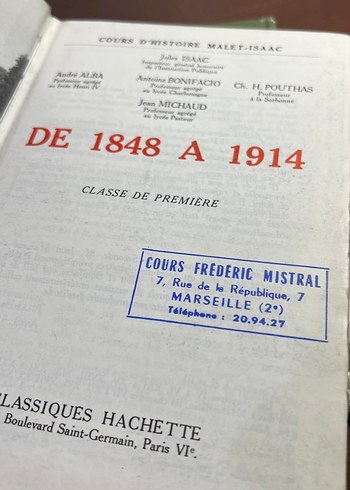 COURS D'HISTOIRE MALET-ISAAC
Jules ISAAC
Inspecteur général honoraire
de l'Instruction Publique
André ALBA
Professeur agrégé
au lycée Henri IV
Antoine BONIFACIO
Professeur agrégé
au lycée Charlemagne
Ch. H. POUTHAS
Professeur
à la Sorbonne
Jean MICHAUD
Professeur agrégé
au lycée Pasteur
DE 1848 A 1914
CLASSE DE PREMIÈRE
COURS FRÉDÉRIC MISTRAL
7, Rue de la République, 7
MARSEILLE (2e)
Téléphone : 20.94.27
CLASSIQUES HACHETTE
Boulevard Saint-Germain, Paris VIe.